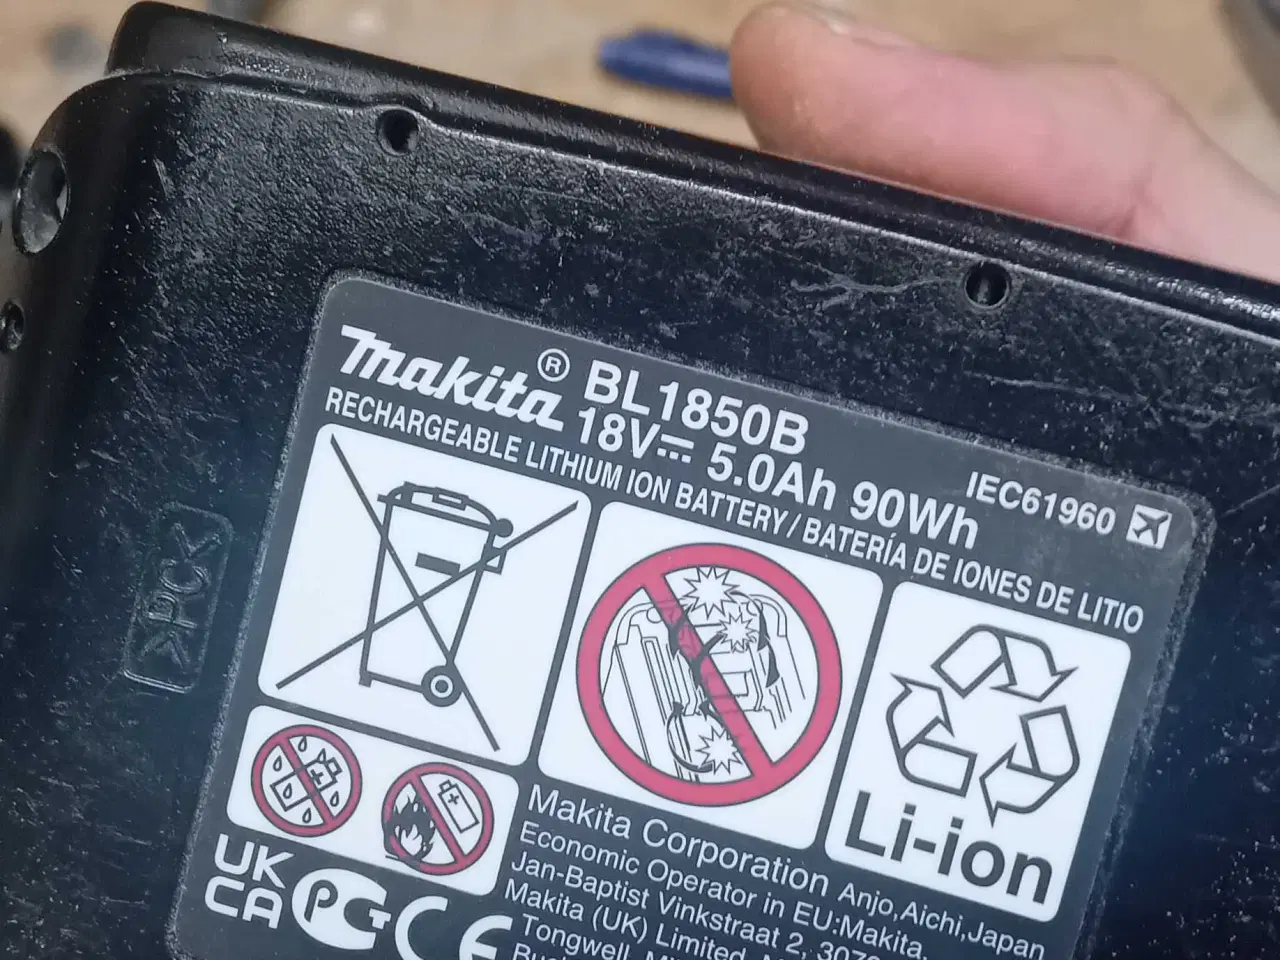 makita® BL1850B
18V⎓ 5.0Ah 90Wh
IEC61960
RECHARGEABLE LITHIUM ION BATTERY/BATERÍA DE IONES DE LITIO
>PC<
Li-ion
Makita Corporation Anjo,Aichi,Japan
Economic Operator in EU:Makita,
Jan-Baptist Vinkstraat 2,
Makita (UK) Limited,
Tongwell,
UK
CA
CE